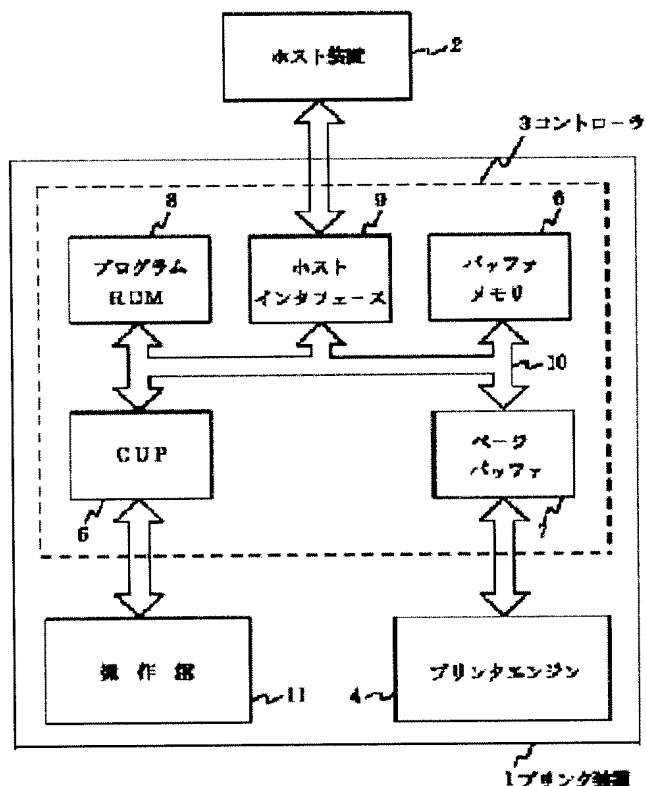 ホスト装置
2
3コントローラ
8
9
6
プログラム
ROM
ホスト
インタフェース
バッファ
メモリ
10
CUP
ページ
バッファ
6
7
操作部
11
4
プリンタエンジン
1プリンタ装置